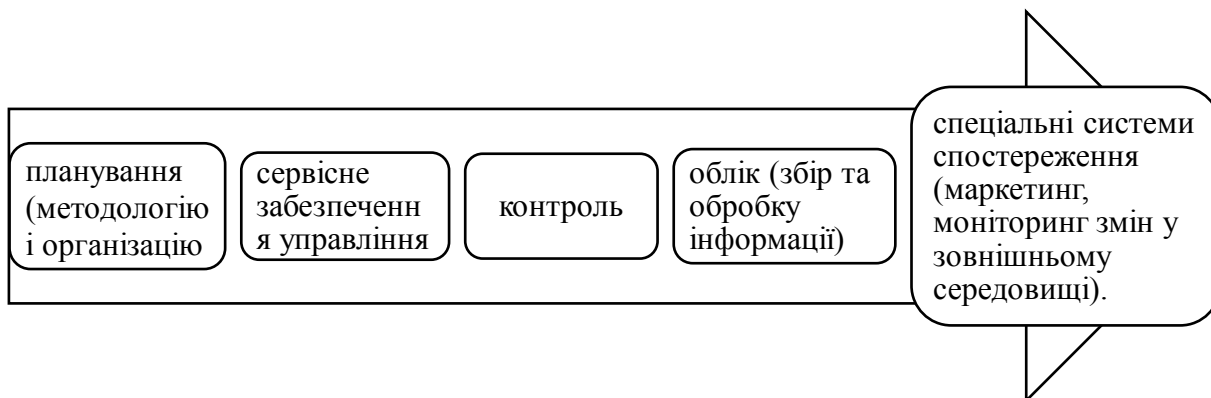 планування
(методологію
і організацію
сервісне
забезпеченн
я управління
контроль
облік (збір та
обробку
інформації)
спеціальні системи
спостереження
(маркетинг,
моніторинг змін у
зовнішньому
середовищі).